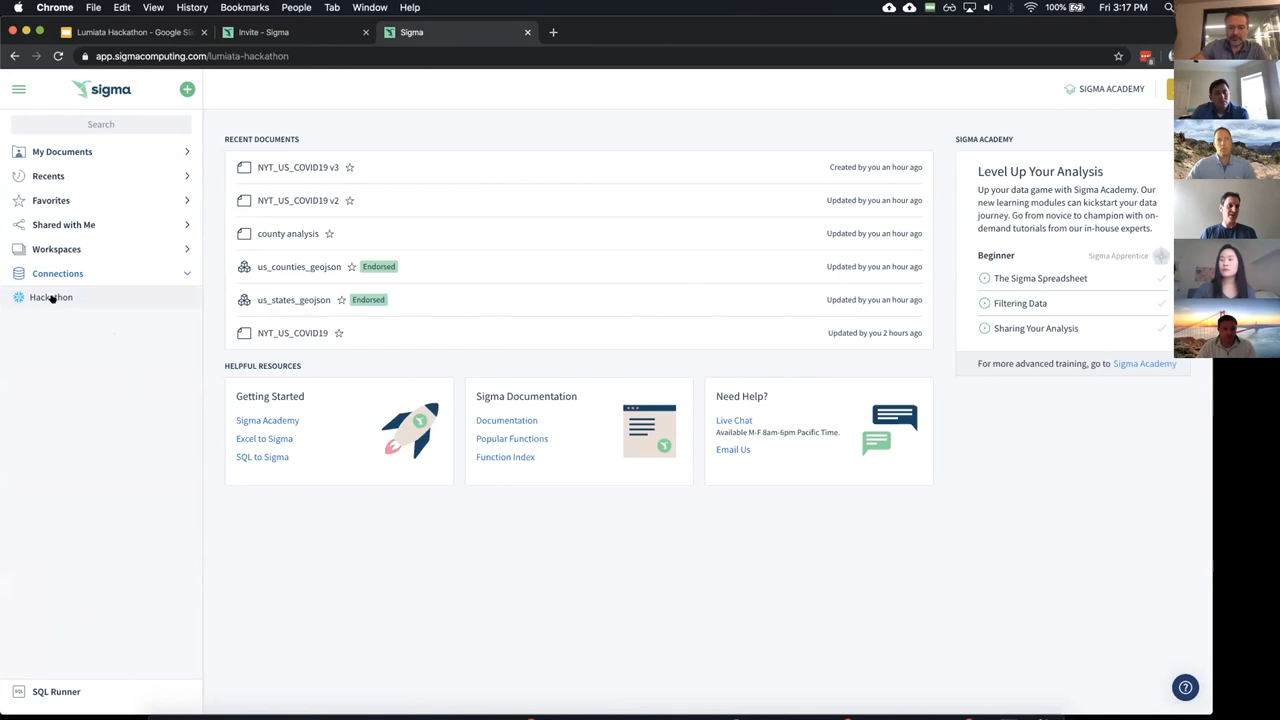 Chrome File Edit View History Bookmarks People Tab Window Help
100% Fri 3:17 PM
Lumiata Hackathon - Google Sli
Invite - Sigma
Sigma
app.sigmacomputing.com/lumiata-hackathon
sigma
SIGMA ACADEMY
Search
My Documents
Recents
Favorites
Shared with Me
Workspaces
Connections
Hackathon
SQL SQL Runner
RECENT DOCUMENTS
NYT_US_COVID19 v3 Created by you an hour ago
NYT_US_COVID19 v2 Updated by you an hour ago
county analysis Updated by you an hour ago
us_counties_geojson Endorsed Updated by you an hour ago
us_states_geojson Endorsed Updated by you an hour ago
NYT_US_COVID19 Updated by you 2 hours ago
HELPFUL RESOURCES
Getting Started
Sigma Academy
Excel to Sigma
SQL to Sigma
Sigma Documentation
Documentation
Popular Functions
Function Index
Need Help?
Live Chat
Available M-F 8am-6pm Pacific Time.
Email Us
SIGMA ACADEMY
Level Up Your Analysis
Up your data game with Sigma Academy. Our
new learning modules can kickstart your data
journey. Go from novice to champion with on-
demand tutorials from our in-house experts.
Beginner Sigma Apprentice
The Sigma Spreadsheet
Filtering Data
Sharing Your Analysis
For more advanced training, go to Sigma Academy